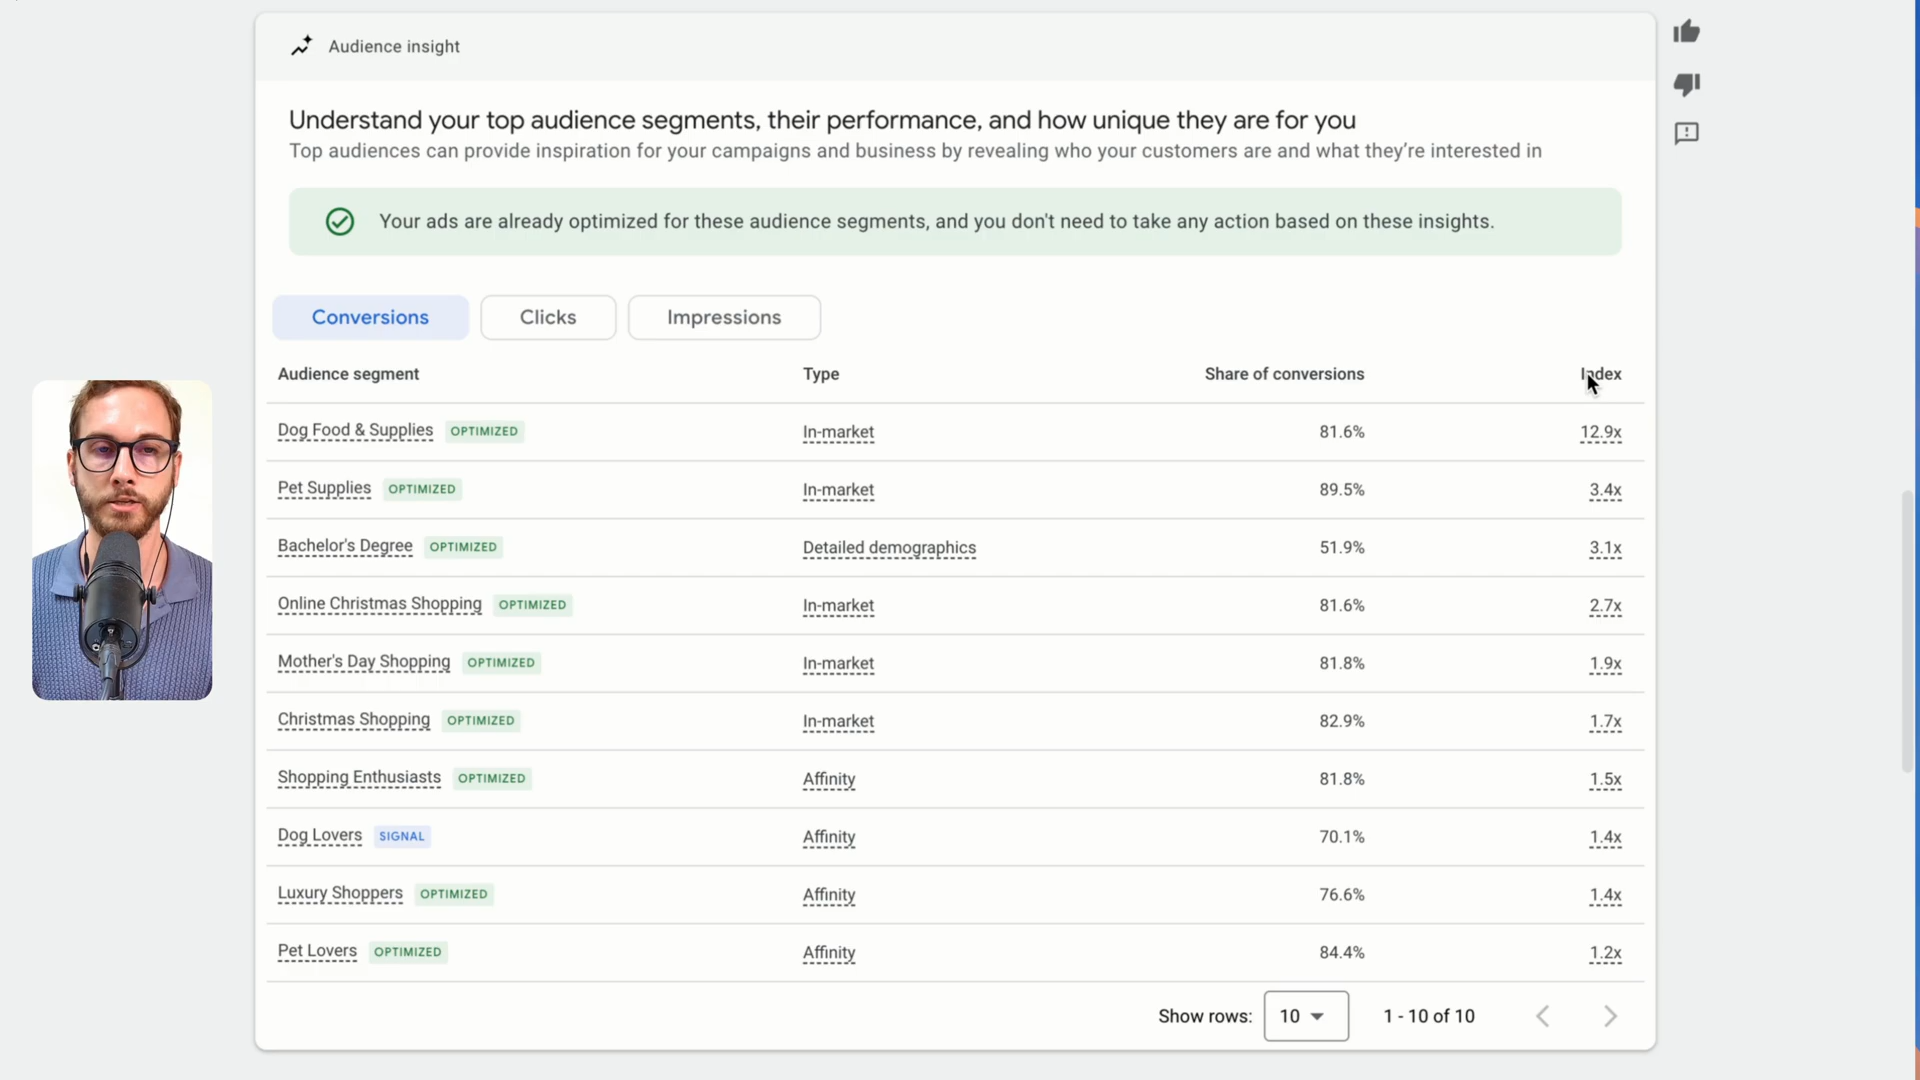 Audience insight
Understand your top audience segments, their performance, and how unique they are for you
Top audiences can provide inspiration for your campaigns and business by revealing who your customers are and what they're interested in
Your ads are already optimized for these audience segments, and you don't need to take any action based on these insights.
Conversions Clicks Impressions
Audience segment Type Share of conversions Index
Dog Food & Supplies OPTIMIZED In-market 81.6% 12.9x
Pet Supplies OPTIMIZED In-market 89.5% 3.4x
Bachelor's Degree OPTIMIZED Detailed demographics 51.9% 3.1x
Online Christmas Shopping OPTIMIZED In-market 81.6% 2.7x
Mother's Day Shopping OPTIMIZED In-market 81.8% 1.9x
Christmas Shopping OPTIMIZED In-market 82.9% 1.7x
Shopping Enthusiasts OPTIMIZED Affinity 81.8% 1.5x
Dog Lovers SIGNAL Affinity 70.1% 1.4x
Luxury Shoppers OPTIMIZED Affinity 76.6% 1.4x
Pet Lovers OPTIMIZED Affinity 84.4% 1.2x
Show rows: 10 1 - 10 of 10